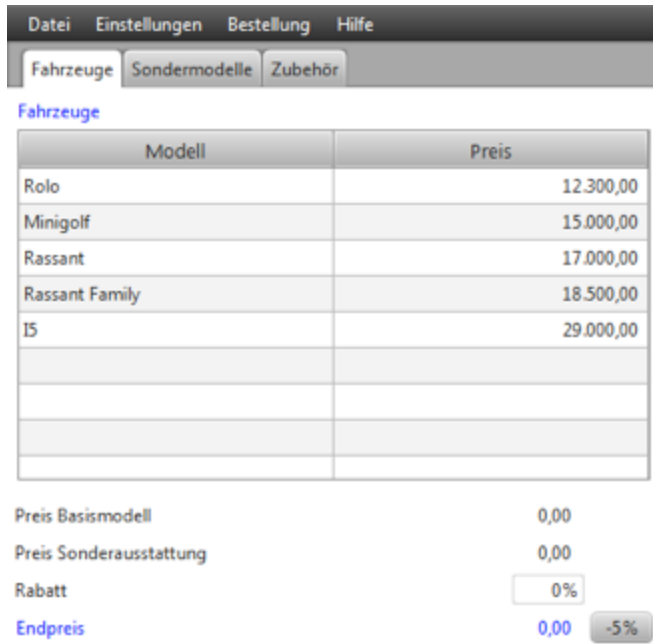 Datei Einstellungen Bestellung Hilfe
Fahrzeuge Sondermodelle Zubehör
Fahrzeuge
Modell Preis
Rolo 12.300,00
Minigolf 15.000,00
Rassant 17.000,00
Rassant Family 18.500,00
I5 29.000,00
Preis Basismodell 0,00
Preis Sonderausstattung 0,00
Rabatt 0%
Endpreis 0,00 -5%